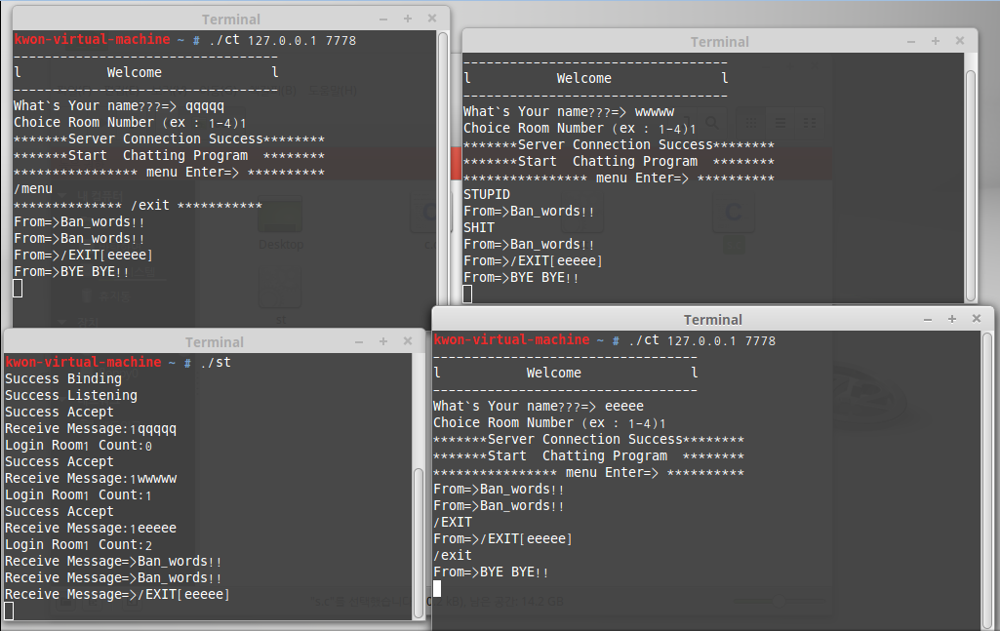 Terminal
kwon-virtual-machine ~ # ./ct 127.0.0.1 7778
----------------------------------
l Welcome l
----------------------------------
What`s Your name???=> qqqqq
Choice Room Number (ex : 1-4)1
*******Server Connection Success********
*******Start Chatting Program ********
**************** menu Enter=> **********
/menu
************** /exit ***********
From=>Ban_words!!
From=>Ban_words!!
From=>/EXIT[eeeee]
From=>BYE BYE!!
Terminal
----------------------------------
l Welcome l
----------------------------------
What`s Your name???=> wwwww
Choice Room Number (ex : 1-4)1
*******Server Connection Success********
*******Start Chatting Program ********
**************** menu Enter=> **********
STUPID
From=>Ban_words!!
SHIT
From=>Ban_words!!
From=>/EXIT[eeeee]
From=>BYE BYE!!
Desktop
Terminal
kwon-virtual-machine ~ # ./st
Success Binding
Success Listening
Success Accept
Receive Message:1qqqqq
Login Room1 Count:0
Success Accept
Receive Message:1wwwww
Login Room1 Count:1
Success Accept
Receive Message:1eeeee
Login Room1 Count:2
Receive Message=>Ban_words!!
Receive Message=>Ban_words!!
Receive Message=>/EXIT[eeeee]
Terminal
kwon-virtual-machine ~ # ./ct 127.0.0.1 7778
----------------------------------
l Welcome l
----------------------------------
What`s Your name???=> eeeee
Choice Room Number (ex : 1-4)1
*******Server Connection Success********
*******Start Chatting Program ********
**************** menu Enter=> **********
From=>Ban_words!!
From=>Ban_words!!
/EXIT
From=>/EXIT[eeeee]
/exit
From=>BYE BYE!!